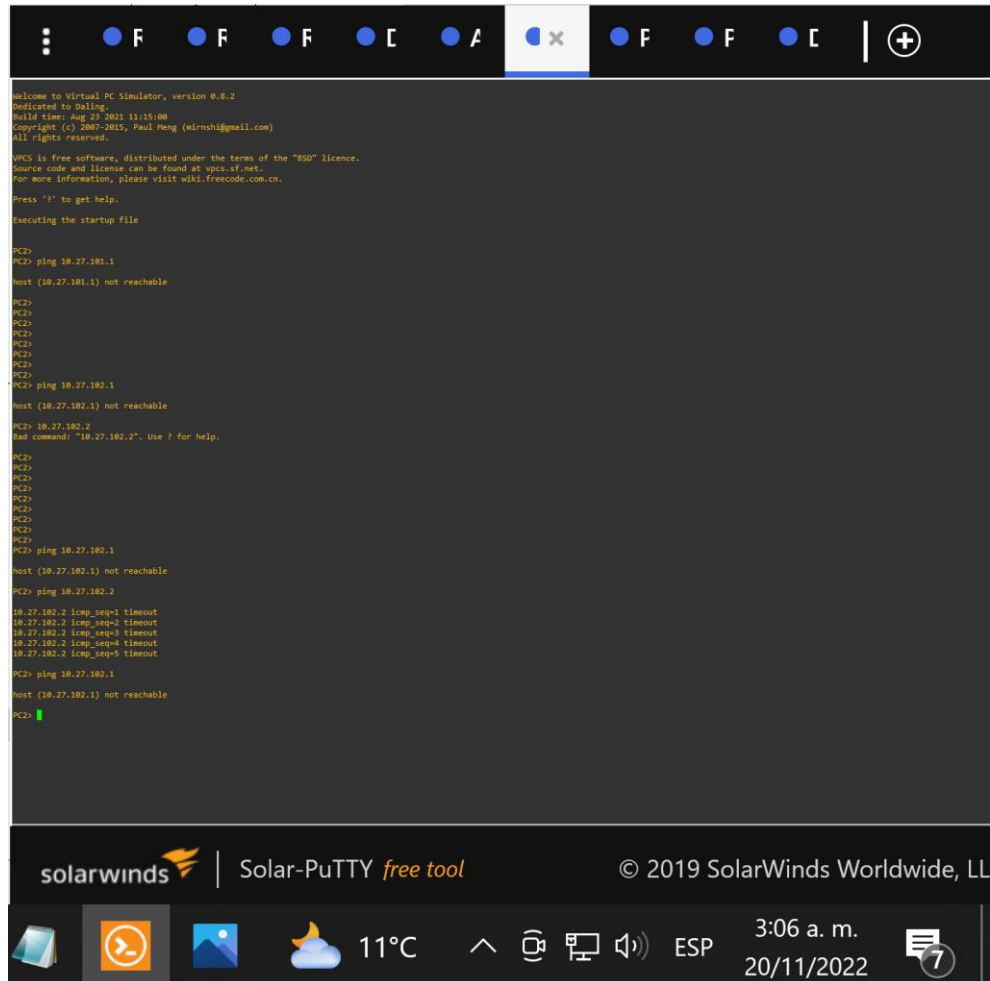 F
F
F
C
A
F
F
C
Welcome to Virtual PC Simulator, version 0.8.2
Dedicated to Daling.
Build time: Aug 23 2021 11:15:00
Copyright (c) 2007-2015, Paul Meng (mirnshi@gmail.com)
All rights reserved.
VPCS is free software, distributed under the terms of the "BSD" licence.
Source code and license can be found at vpcs.sf.net.
For more information, please visit wiki.freecode.com.cn.
Press '?' to get help.
Executing the startup file
PC2>
PC2> ping 10.27.101.1
host (10.27.101.1) not reachable
PC2>
PC2>
PC2>
PC2>
PC2>
PC2>
PC2>
PC2>
PC2> ping 10.27.102.1
host (10.27.102.1) not reachable
PC2> 10.27.102.2
Bad command: "10.27.102.2". Use ? for help.
PC2>
PC2>
PC2>
PC2>
PC2>
PC2>
PC2>
PC2>
PC2>
PC2> ping 10.27.102.1
host (10.27.102.1) not reachable
PC2> ping 10.27.102.2
10.27.102.2 icmp_seq=1 timeout
10.27.102.2 icmp_seq=2 timeout
10.27.102.2 icmp_seq=3 timeout
10.27.102.2 icmp_seq=4 timeout
10.27.102.2 icmp_seq=5 timeout
PC2> ping 10.27.102.1
host (10.27.102.1) not reachable
PC2>
solarwinds
Solar-PuTTY free tool
© 2019 SolarWinds Worldwide, LL
11°C
ESP
3:06 a. m.
20/11/2022
7